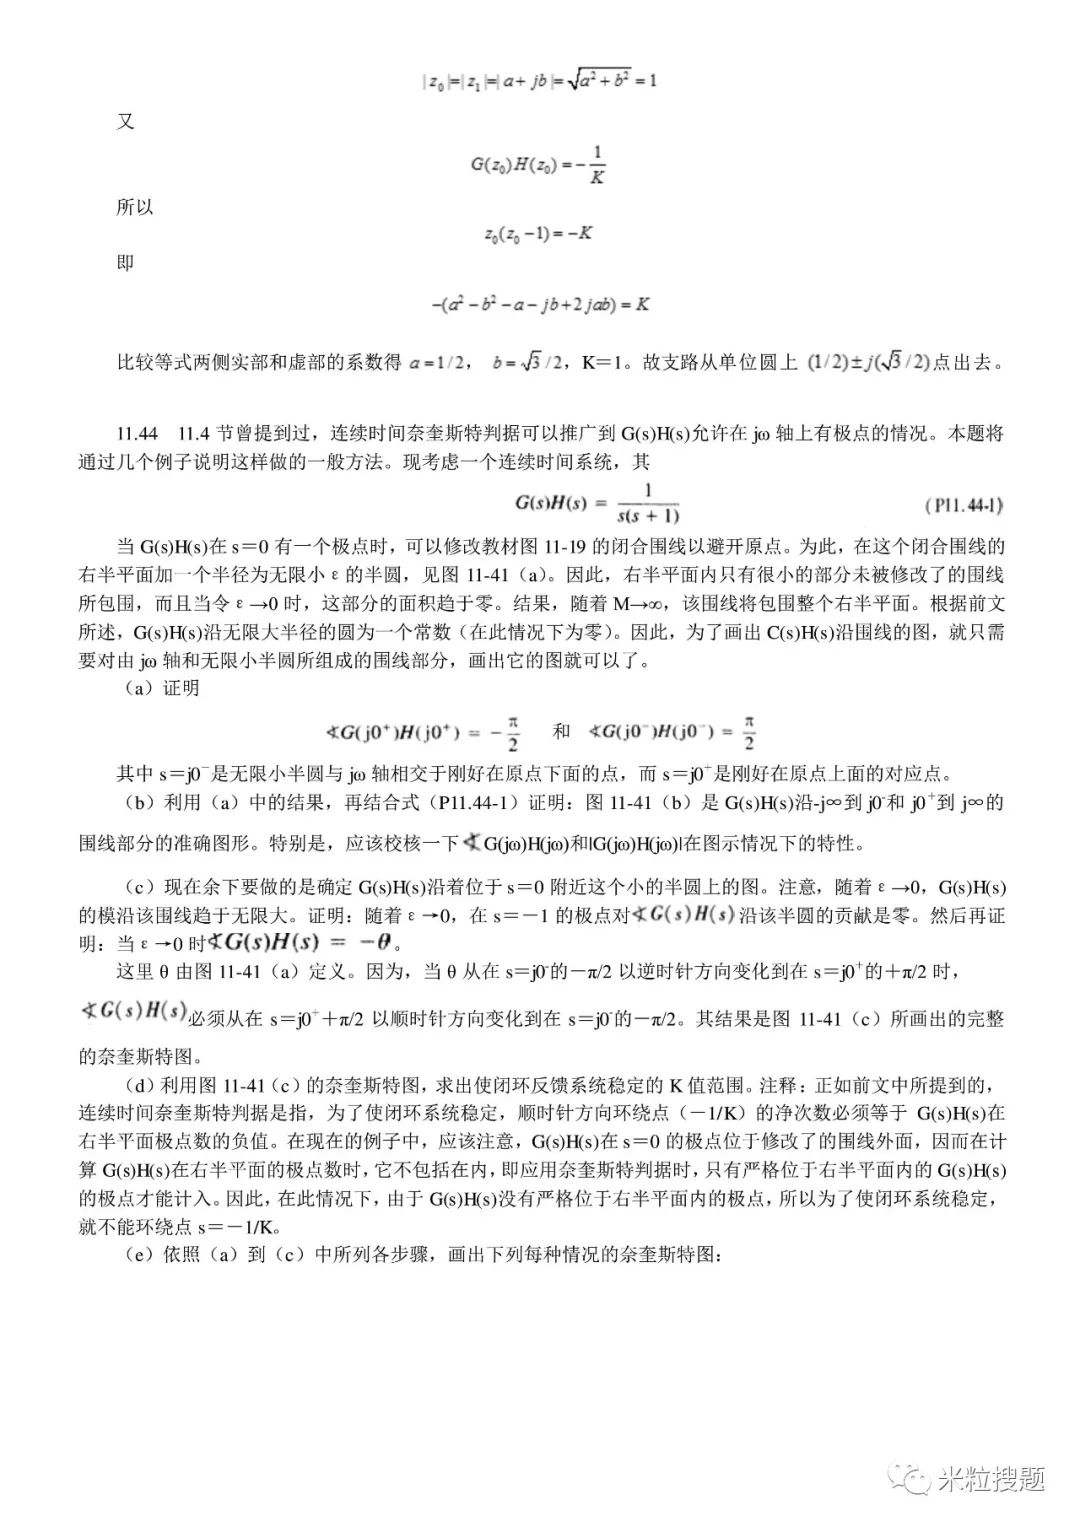 | z₀ |=| z₁ |=| a+ jb |= √(a²+b²) = 1
又
G(z₀)H(z₀) = -1/K
所以
z₀(z₀-1) = -K
即
-(a²-b²-a-jb+2jab) = K
比较等式两侧实部和虚部的系数得 a=1/2， b=√3/2，K＝1。故支路从单位圆上 (1/2)±j(√3/2)点出去。
11.44 11.4 节曾提到过，连续时间奈奎斯特判据可以推广到 G(s)H(s)允许在 jω 轴上有极点的情况。本题将
通过几个例子说明这样做的一般方法。现考虑一个连续时间系统，其
G(s)H(s) = 1/s(s + 1) (P11.44-1)
当 G(s)H(s)在 s＝0 有一个极点时，可以修改教材图 11-19 的闭合围线以避开原点。为此，在这个闭合围线的
右半平面加一个半径为无限小 ε 的半圆，见图 11-41（a）。因此，右半平面内只有很小的部分未被修改了的围线
所包围，而且当令 ε →0 时，这部分的面积趋于零。结果，随着 M→∞，该围线将包围整个右半平面。根据前文
所述，G(s)H(s)沿无限大半径的圆为一个常数（在此情况下为零）。因此，为了画出 C(s)H(s)沿围线的图，就只需
要对由 jω 轴和无限小半圆所组成的围线部分，画出它的图就可以了。
（a）证明
∢G(j0⁺)H(j0⁺) = -π/2 和 ∢G(j0⁻)H(j0⁻) = π/2
其中 s＝j0⁻是无限小半圆与 jω 轴相交于刚好在原点下面的点，而 s＝j0⁺是刚好在原点上面的对应点。
（b）利用（a）中的结果，再结合式（P11.44-1）证明：图 11-41（b）是 G(s)H(s)沿-j∞到 j0⁻和 j0⁺到 j∞的
围线部分的准确图形。特别是，应该校核一下∢G(jω)H(jω)和|G(jω)H(jω)|在图示情况下的特性。
（c）现在余下要做的是确定 G(s)H(s)沿着位于 s＝0 附近这个小的半圆上的图。注意，随着 ε →0，G(s)H(s)
的模沿该围线趋于无限大。证明：随着 ε →0，在 s＝－1 的极点对∢G(s)H(s)沿该半圆的贡献是零。然后再证
明：当 ε →0 时∢G(s)H(s) = -θ。
这里 θ 由图 11-41（a）定义。因为，当 θ 从在 s＝j0⁻的－π/2 以逆时针方向变化到在 s＝j0⁺的＋π/2 时，
∢G(s)H(s)必须从在 s＝j0⁺＋π/2 以顺时针方向变化到在 s＝j0⁻的－π/2。其结果是图 11-41（c）所画出的完整
的奈奎斯特图。
（d）利用图 11-41（c）的奈奎斯特图，求出使闭环反馈系统稳定的 K 值范围。注释：正如前文中所提到的，
连续时间奈奎斯特判据是指，为了使闭环系统稳定，顺时针方向环绕点（－1/K）的净次数必须等于 G(s)H(s)在
右半平面极点数的负值。在现在的例子中，应该注意，G(s)H(s)在 s＝0 的极点位于修改了的围线外面，因而在计
算 G(s)H(s)在右半平面的极点数时，它不包括在内，即应用奈奎斯特判据时，只有严格位于右半平面内的 G(s)H(s)
的极点才能计入。因此，在此情况下，由于 G(s)H(s)没有严格位于右半平面内的极点，所以为了使闭环系统稳定，
就不能环绕点 s＝－1/K。
（e）依照（a）到（c）中所列各步骤，画出下列每种情况的奈奎斯特图：
米粒搜题